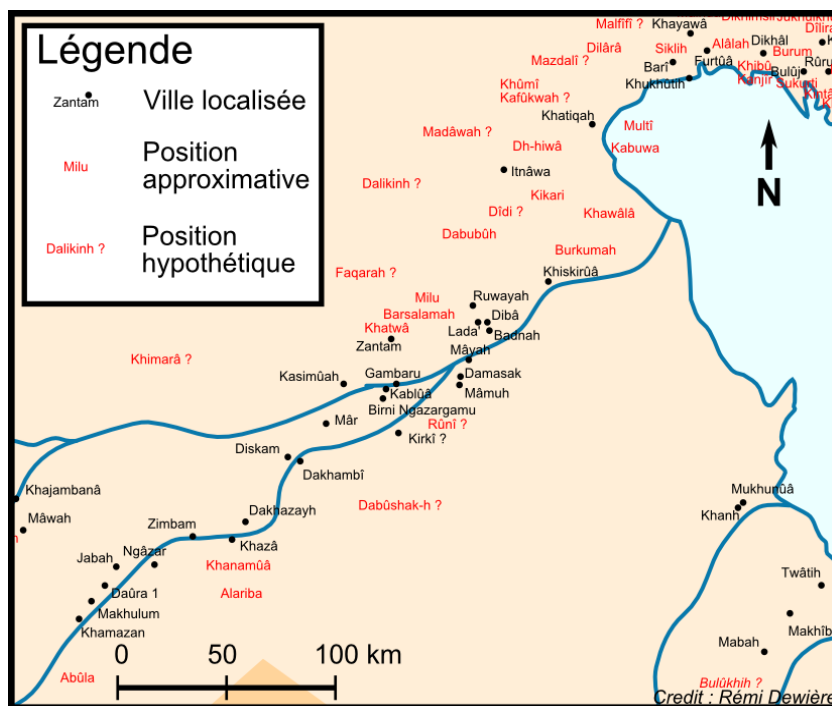 Légende
Zantam
Ville localisée
Milu
Position
approximative
Dalikinh ?
Position
hypothétique
Malfîfî ?
Khayawâ
Dîlira
Dilârâ
Siklih
Alâlah
Dikhâl
Burum
Mazdalî ?
Barî
Furtûâ
Khibû
Bulûj
Rûru
Khûmî
Khukhûtih
Kanjir
Sukurti
Kafûkwah ?
Khatiqah
Multî
Madâwah ?
Dh-hiwâ
Kabuwa
N
Itnâwa
Dalikinh ?
Kikari
Dîdi ?
Khawâlâ
Dabubûh
Burkumah
Faqarah ?
Khiskirûâ
Milu
Ruwayah
Barsalamah
Dibâ
Khatwâ
Lada'
Badnah
Zantam
Mâyah
Khimarâ ?
Kasimûah
Gambaru
Damasak
Kablûâ
Mâmuh
Birni Ngazargamu
Mâr
Rûnî ?
Kirkî ?
Diskam
Dakhambî
Khajambanâ
Mukhunûâ
Dabûshak-h ?
Khanh
Mâwah
Dakhazayh
Zimbam
Khazâ
Jabah
Ngâzar
Khanamûâ
Twâtih
Daûra 1
Alariba
Makhulum
Makhîb
Khamazan
Mabah
0
50
100 km
Abûla
Bulûkhih ?
Credit : Rémi Dewière